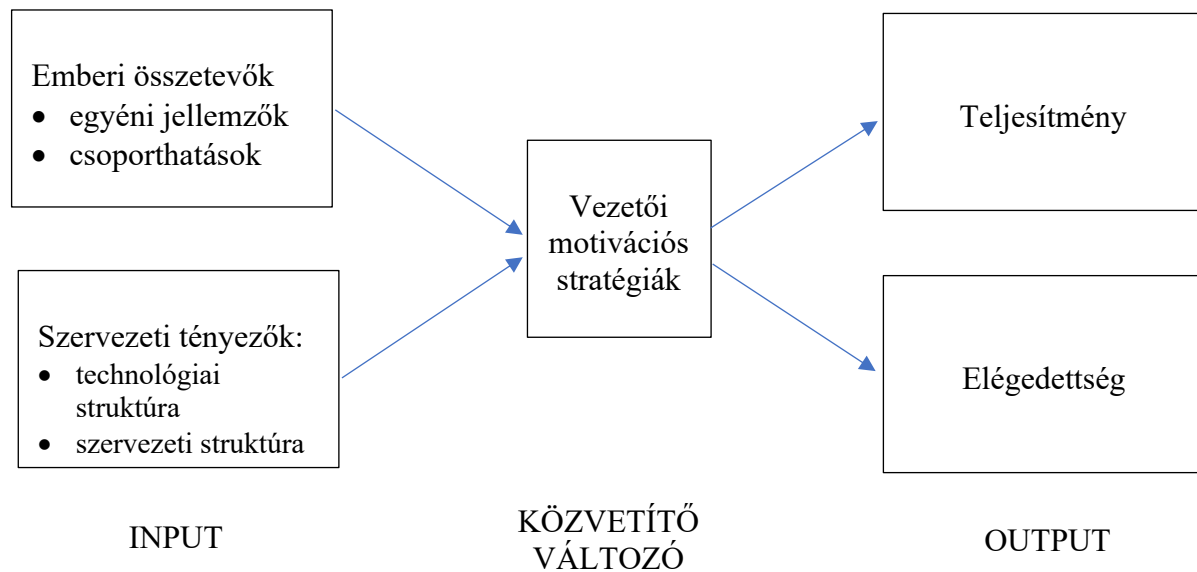 Emberi összetevők
• egyéni jellemzők
• csoporthatások
Szervezeti tényezők:
• technológiai
struktúra
• szervezeti struktúra
INPUT
Vezetői
motivációs
stratégiák
KÖZVETÍTŐ
VÁLTOZÓ
Teljesítmény
Elégedettség
OUTPUT